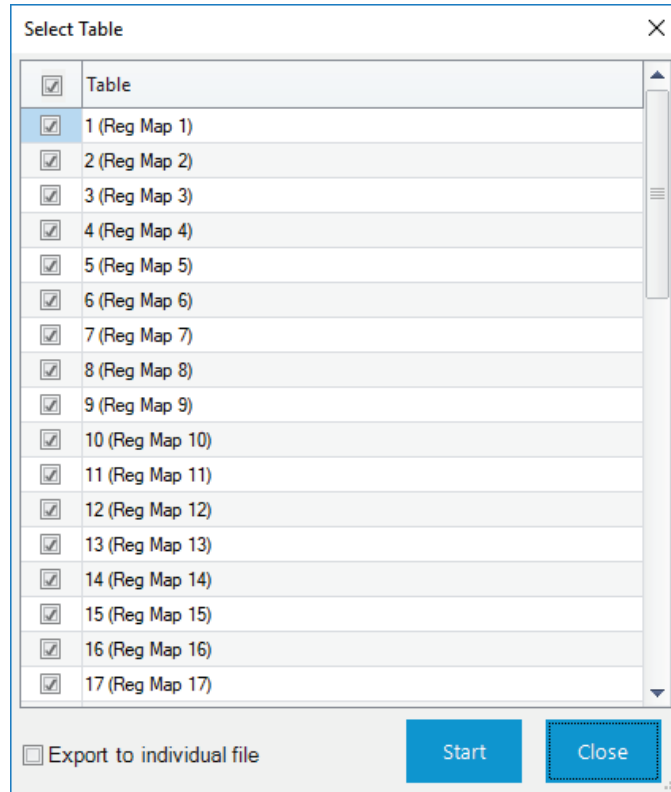 Select Table
Table
1 (Reg Map 1)
2 (Reg Map 2)
3 (Reg Map 3)
4 (Reg Map 4)
5 (Reg Map 5)
6 (Reg Map 6)
7 (Reg Map 7)
8 (Reg Map 8)
9 (Reg Map 9)
10 (Reg Map 10)
11 (Reg Map 11)
12 (Reg Map 12)
13 (Reg Map 13)
14 (Reg Map 14)
15 (Reg Map 15)
16 (Reg Map 16)
17 (Reg Map 17)
Export to individual file Start Close